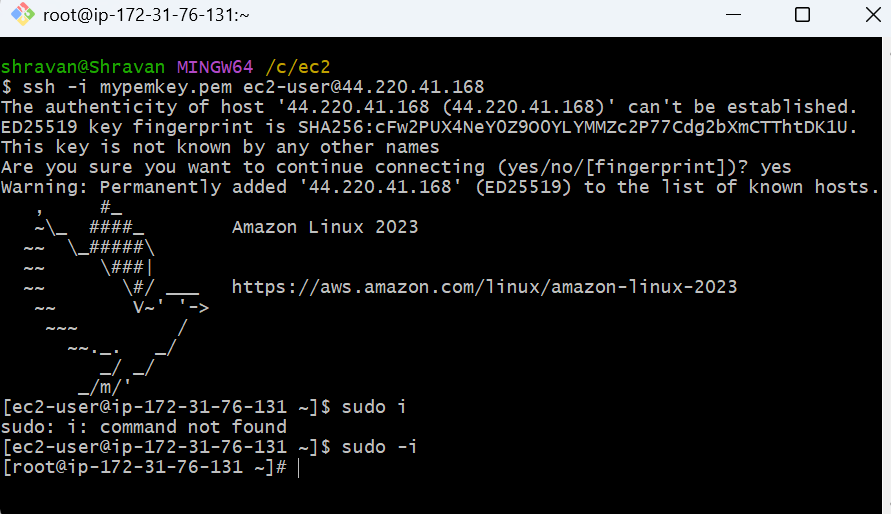 root@ip-172-31-76-131:~
shravan@Shravan MINGW64 /c/ec2
$ ssh -i mypemkey.pem ec2-user@44.220.41.168
The authenticity of host '44.220.41.168 (44.220.41.168)' can't be established.
ED25519 key fingerprint is SHA256:cFw2PUX4NeY0Z9O0YLYMMZc2P77Cdg2bXmCTThtDK1U.
This key is not known by any other names
Are you sure you want to continue connecting (yes/no/[fingerprint])? yes
Warning: Permanently added '44.220.41.168' (ED25519) to the list of known hosts.
   ,     #_
   ~\_  ####_        Amazon Linux 2023
  ~~  \_#####\
  ~~     \###|
  ~~       \#/ ___   https://aws.amazon.com/linux/amazon-linux-2023
   ~~       V~' '->
    ~~~         /
      ~~._.   _/
         _/ _/
       _/m/'
[ec2-user@ip-172-31-76-131 ~]$ sudo i
sudo: i: command not found
[ec2-user@ip-172-31-76-131 ~]$ sudo -i
[root@ip-172-31-76-131 ~]#